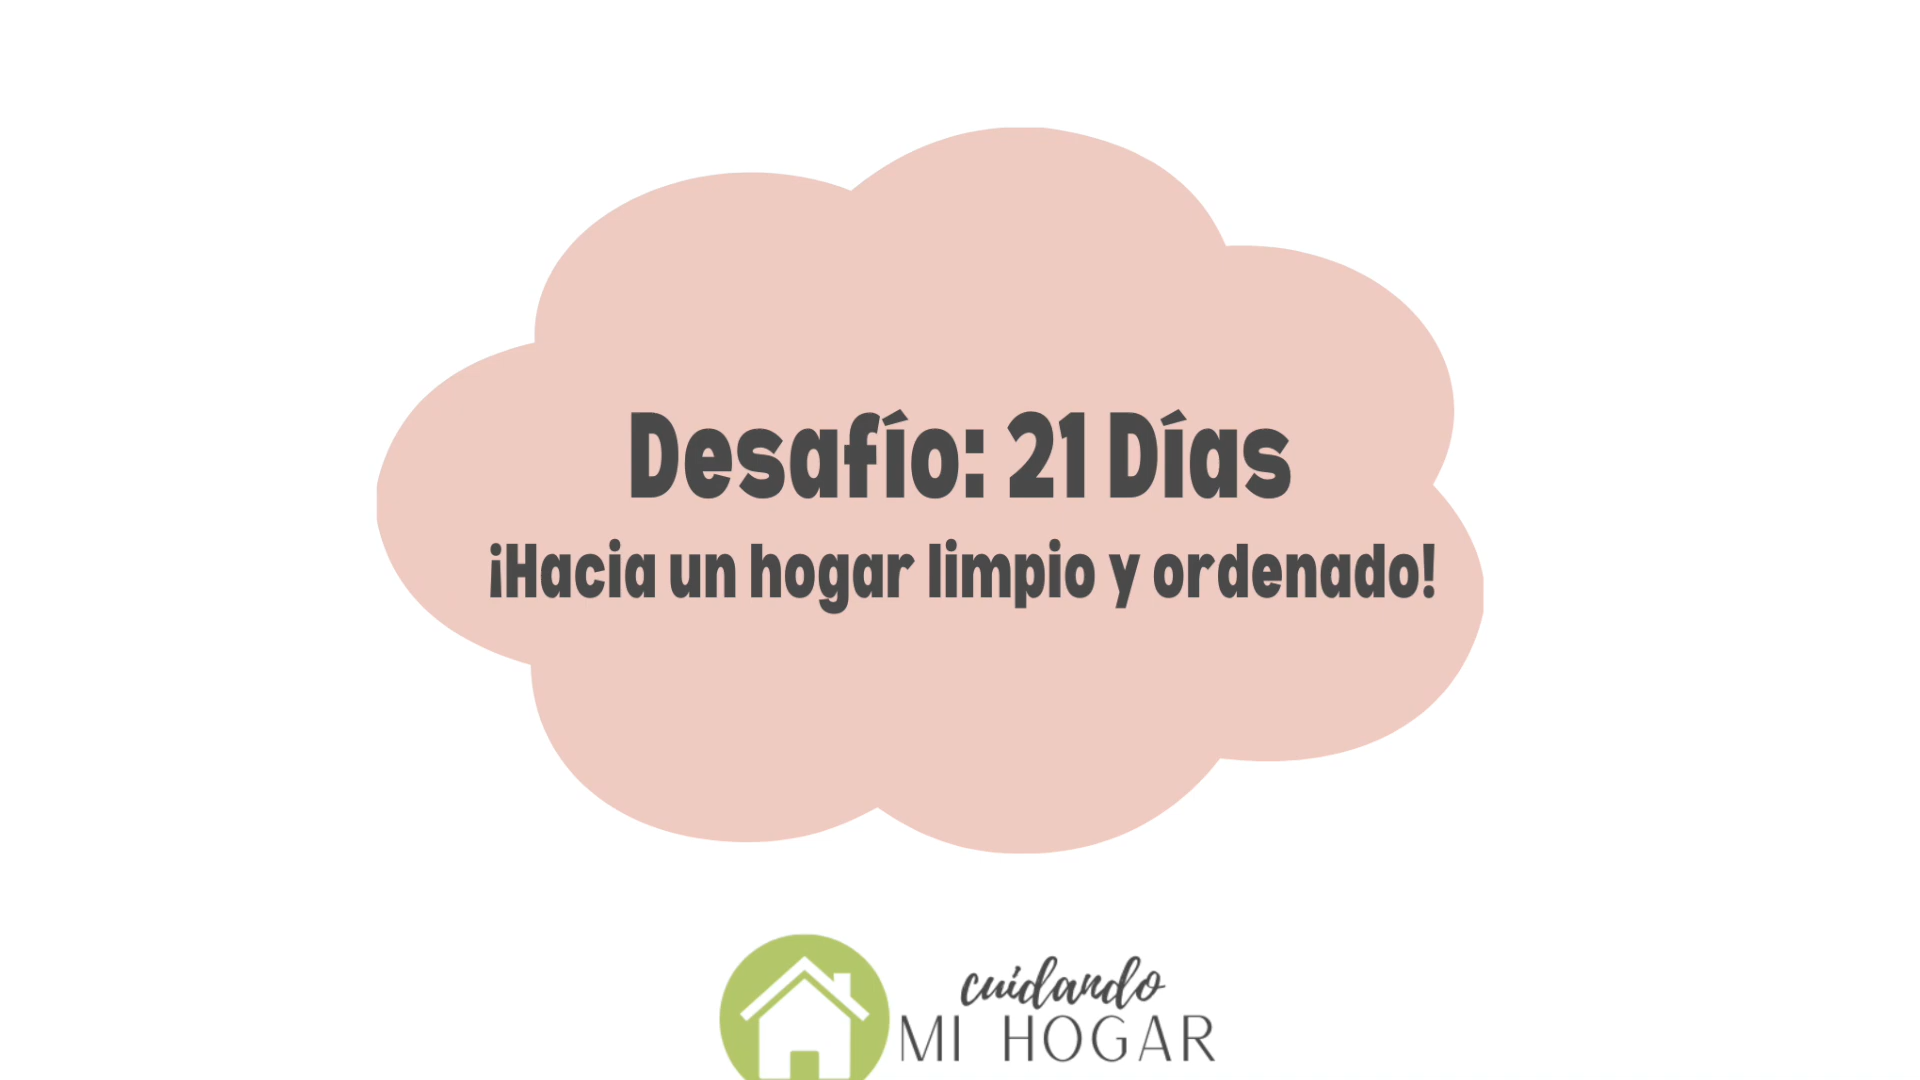 Desafío: 21 Días
¡Hacia un hogar limpio y ordenado!
cuidando
MI HOGAR